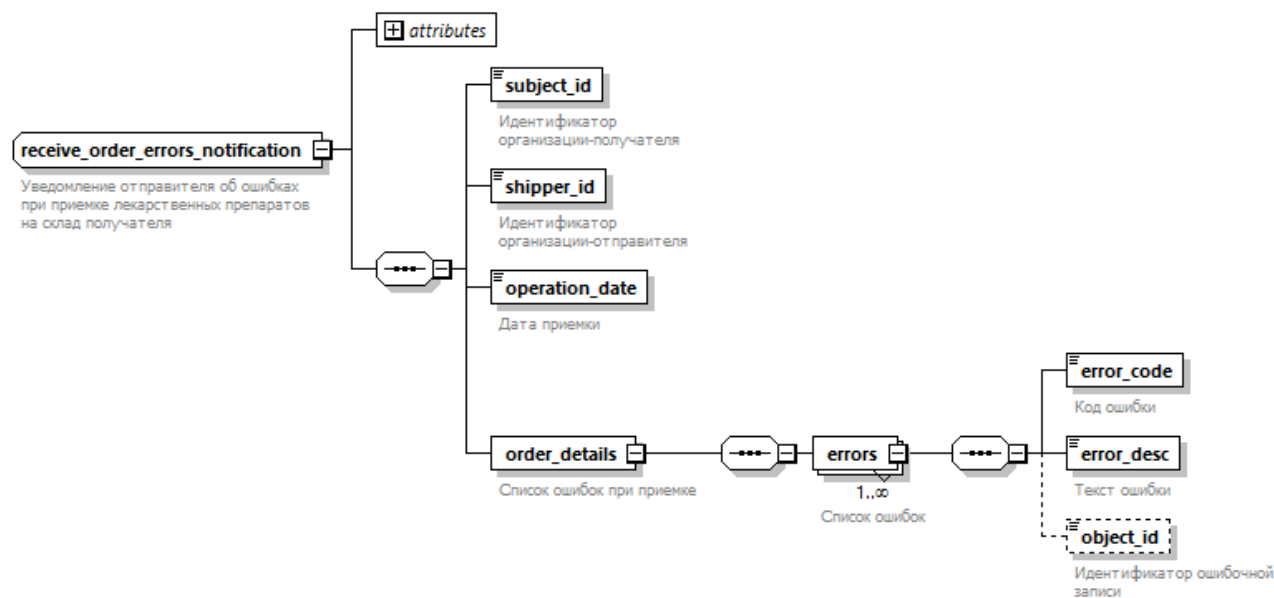 attributes
subject_id
Идентификатор
организации-получателя
receive_order_errors_notification
Уведомление отправителя об ошибках
при приемке лекарственных препаратов
на склад получателя
shipper_id
Идентификатор
организации-отправителя
operation_date
Дата приемки
order_details
Список ошибок при приемке
errors
1..∞
Список ошибок
error_code
Код ошибки
error_desc
Текст ошибки
object_id
Идентификатор ошибочной
записи